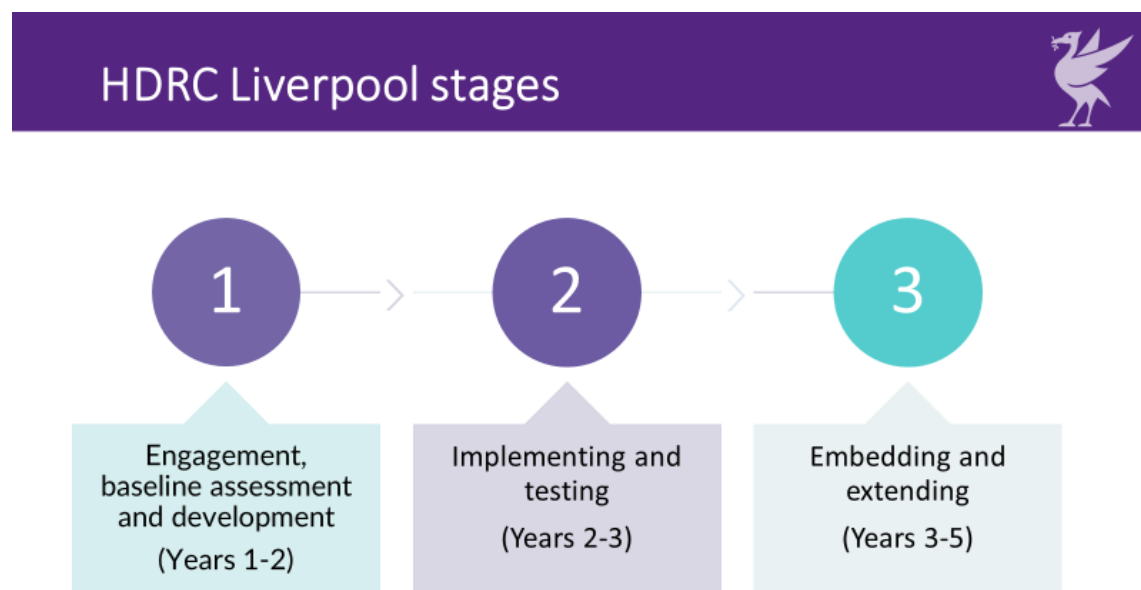 HDRC Liverpool stages
1
2
3
Engagement,
baseline assessment
and development
(Years 1-2)
Implementing and
testing
(Years 2-3)
Embedding and
extending
(Years 3-5)